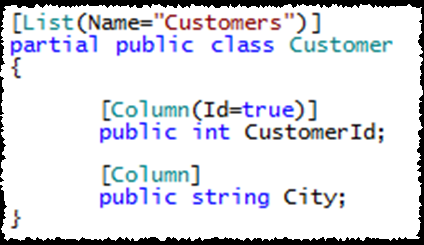 [List(Name="Customers")]
partial public class Customer
{
[Column(Id=true)]
public int CustomerId;
[Column]
public string City;
}